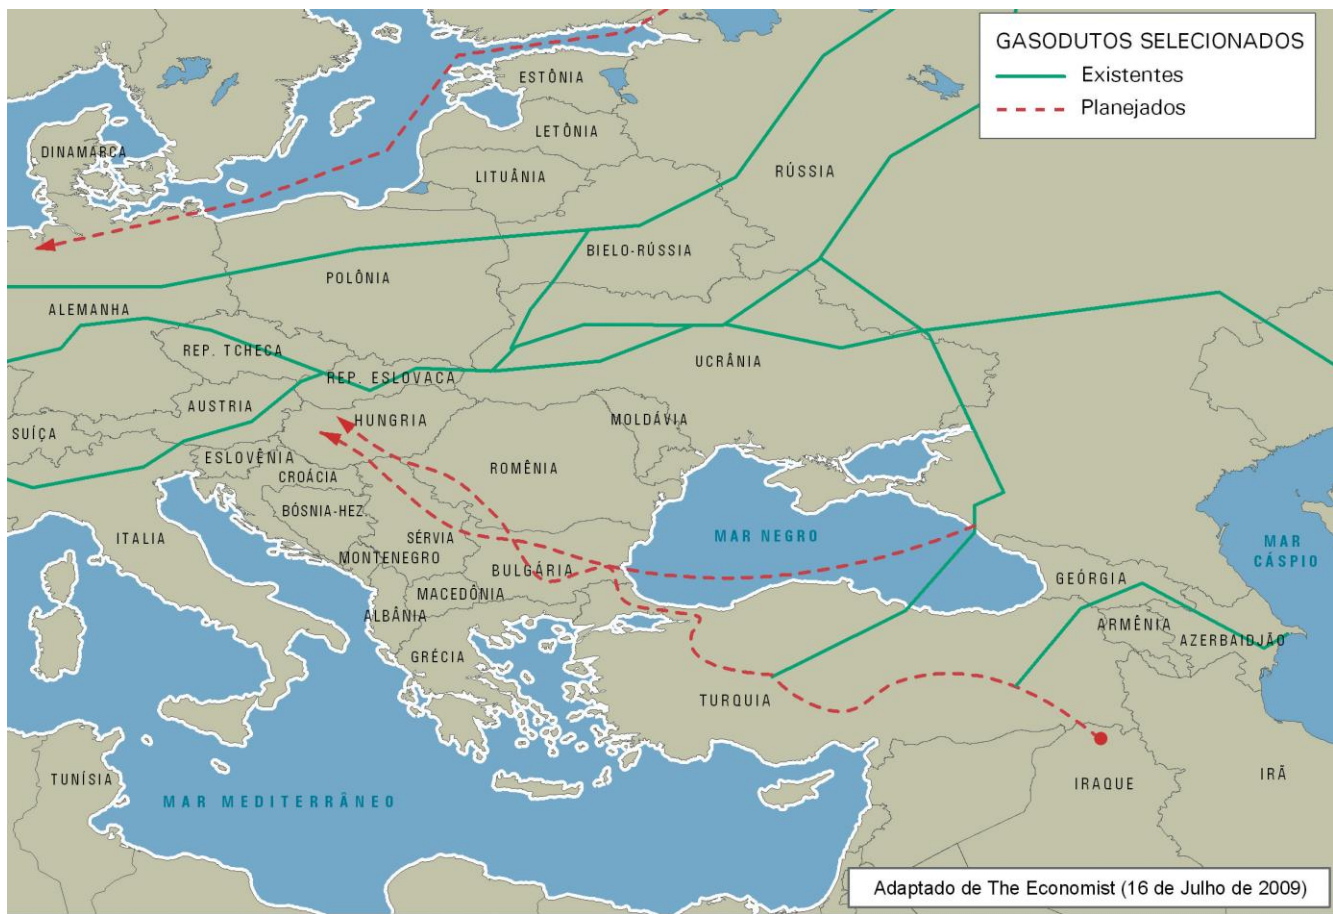 GASODUTOS SELECIONADOS
Existentes
Planejados
ESTÔNIA
LETÔNIA
DINAMARCA
LITUÂNIA
RÚSSIA
BIELO-RÚSSIA
POLÔNIA
ALEMANHA
REP. TCHECA
UCRÂNIA
REP. ESLOVACA
AUSTRIA
HUNGRIA
MOLDÁVIA
SUÍÇA
ESLOVÊNIA
ROMÊNIA
CROÁCIA
BÓSNIA-HEZ
ITALIA
SÉRVIA
MAR NEGRO
MAR
CÁSPIO
MONTENEGRO
BULGÁRIA
GEÓRGIA
MACEDÔNIA
ALBÂNIA
ARMÊNIA
AZERBAIDJÃO
GRÉCIA
TURQUIA
TUNÍSIA
IRÃ
IRAQUE
MAR MEDITERRÂNEO
Adaptado de The Economist (16 de Julho de 2009)